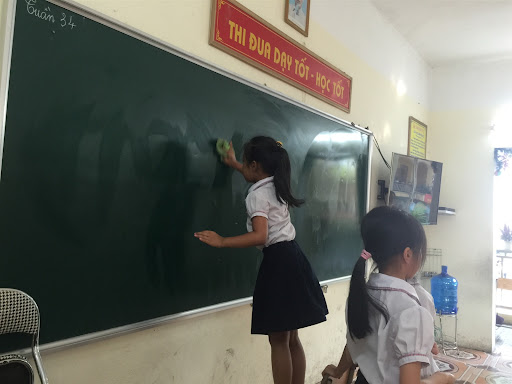 Tuần 34
THI ĐUA DẠY TỐT - HỌC TỐT